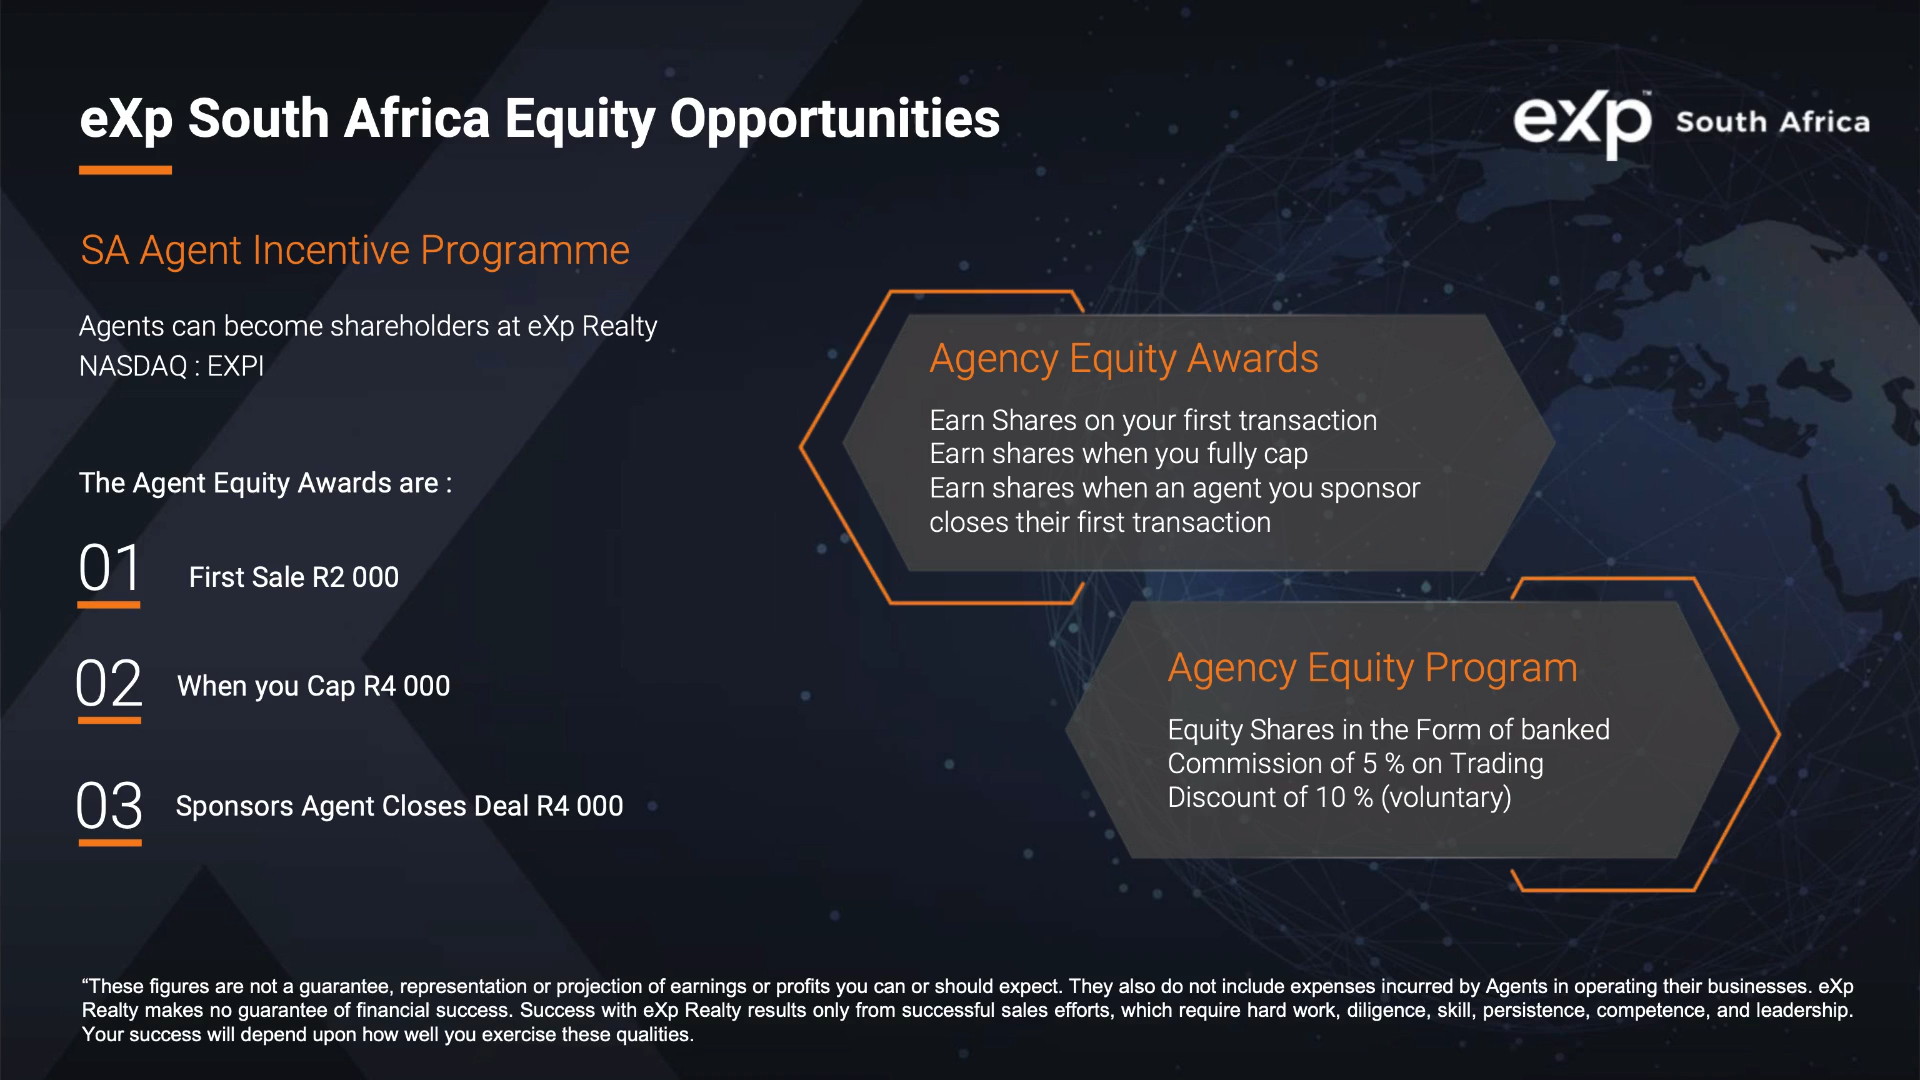 eXp South Africa Equity Opportunities
eXp™ South Africa
SA Agent Incentive Programme
Agents can become shareholders at eXp Realty
NASDAQ : EXPI
The Agent Equity Awards are :
01 First Sale R2 000
02 When you Cap R4 000
03 Sponsors Agent Closes Deal R4 000
Agency Equity Awards
Earn Shares on your first transaction
Earn shares when you fully cap
Earn shares when an agent you sponsor
closes their first transaction
Agency Equity Program
Equity Shares in the Form of banked
Commission of 5 % on Trading
Discount of 10 % (voluntary)
“These figures are not a guarantee, representation or projection of earnings or profits you can or should expect. They also do not include expenses incurred by Agents in operating their businesses. eXp
Realty makes no guarantee of financial success. Success with eXp Realty results only from successful sales efforts, which require hard work, diligence, skill, persistence, competence, and leadership.
Your success will depend upon how well you exercise these qualities.